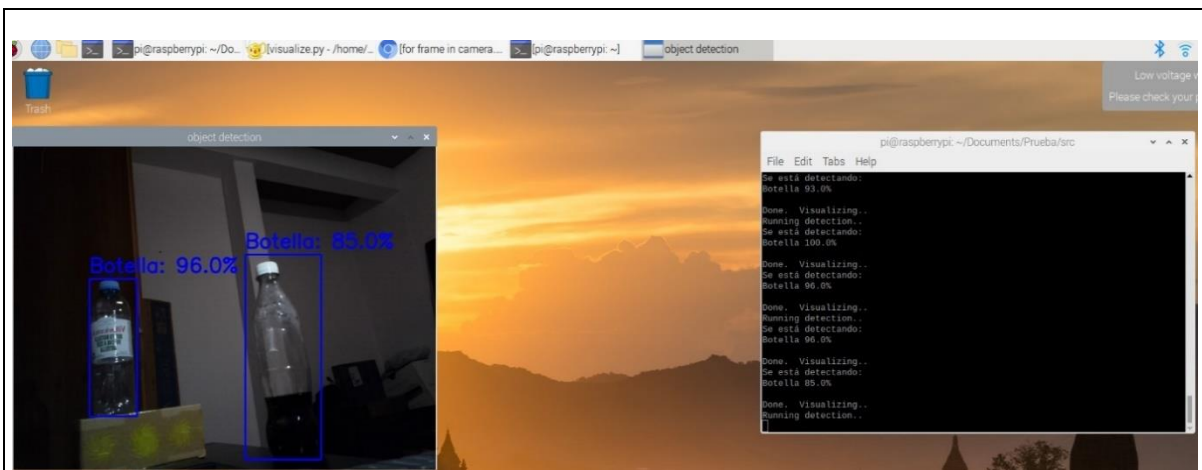 pi@raspberrypi: ~/Do...
[visualize.py - /home/...
[for frame in camera....
[pi@raspberrypi: ~]
object detection
Low voltage w
Please check your p
Trash
object detection
Botella: 85.0%
Botella: 96.0%
pi@raspberrypi: ~/Documents/Prueba/src
File Edit Tabs Help
Se está detectando:
Botella 93.0%
Done. Visualizing..
Running detection..
Se está detectando:
Botella 100.0%
Done. Visualizing..
Se está detectando:
Botella 96.0%
Done. Visualizing..
Running detection..
Se está detectando:
Botella 96.0%
Done. Visualizing..
Se está detectando:
Botella 85.0%
Done. Visualizing..
Running detection..